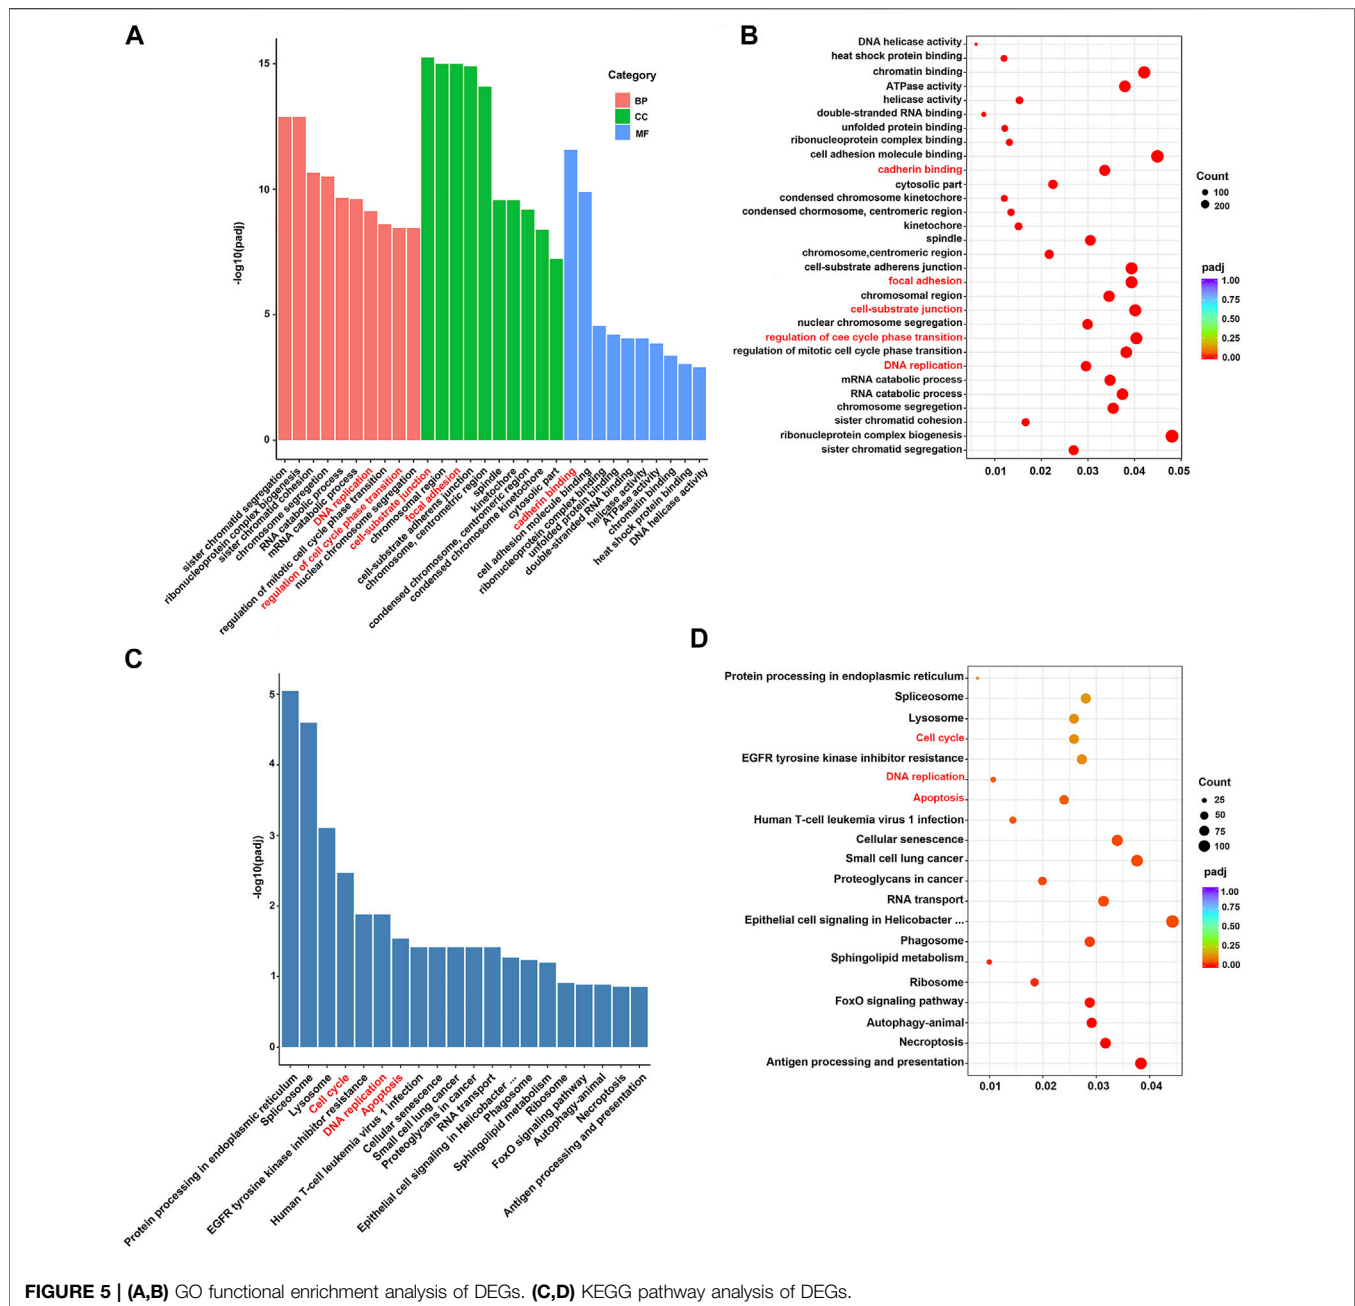 A
-log10(padj)
15
10
5
0
Category
BP
CC
MF
sister chromatid segregation
ribonucleoprotein complex biogenesis
sister chromatid cohesion
chromosome segregation
RNA catabolic process
mRNA catabolic process
DNA replication
regulation of mitotic cell cycle phase transition
regulation of cell cycle phase transition
nuclear chromosome segregation
cell-substrate junction
chromosomal region
focal adhesion
cell-substrate adherens junction
chromosome, centromeric region
spindle
kinetochore
condensed chromosome, centromeric region
condensed chromosome kinetochore
cytosolic part
cadherin binding
cell adhesion molecule binding
ribonucleoprotein complex binding
unfolded protein binding
double-stranded RNA binding
helicase activity
ATPase activity
chromatin binding
heat shock protein binding
DNA helicase activity
B
DNA helicase activity
heat shock protein binding
chromatin binding
ATPase activity
helicase activity
double-stranded RNA binding
unfolded protein binding
ribonucleoprotein complex binding
cell adhesion molecule binding
cadherin binding
cytosolic part
condensed chromosome kinetochore
condensed chormosome, centromeric region
kinetochore
spindle
chromosome,centromeric region
cell-substrate adherens junction
focal adhesion
chromosomal region
cell-substrate junction
nuclear chromosome segregation
regulation of cee cycle phase transition
regulation of mitotic cell cycle phase transition
DNA replication
mRNA catabolic process
RNA catabolic process
chromosome segregetion
sister chromatid cohesion
ribonucleprotein complex biogenesis
sister chromatid segregation
0.01 0.02 0.03 0.04 0.05
Count
100
200
padj
1.00
0.75
0.50
0.25
0.00
C
-log10(padj)
5
4
3
2
1
0
Protein processing in endoplasmic reticulum
Spliceosome
Lysosome
Cell cycle
EGFR tyrosine kinase inhibitor resistance
DNA replication
Apoptosis
Human T-cell leukemia virus 1 infection
Cellular senescence
Small cell lung cancer
Proteoglycans in cancer
RNA transport
Epithelial cell signaling in Helicobacter ...
Phagosome
Sphingolipid metabolism
Ribosome
FoxO signaling pathway
Autophagy-animal
Necroptosis
Antigen processing and presentation
D
Protein processing in endoplasmic reticulum
Spliceosome
Lysosome
Cell cycle
EGFR tyrosine kinase inhibitor resistance
DNA replication
Apoptosis
Human T-cell leukemia virus 1 infection
Cellular senescence
Small cell lung cancer
Proteoglycans in cancer
RNA transport
Epithelial cell signaling in Helicobacter ...
Phagosome
Sphingolipid metabolism
Ribosome
FoxO signaling pathway
Autophagy-animal
Necroptosis
Antigen processing and presentation
0.01 0.02 0.03 0.04
Count
25
50
75
100
padj
1.00
0.75
0.50
0.25
0.00
FIGURE 5 | (A,B) GO functional enrichment analysis of DEGs. (C,D) KEGG pathway analysis of DEGs.